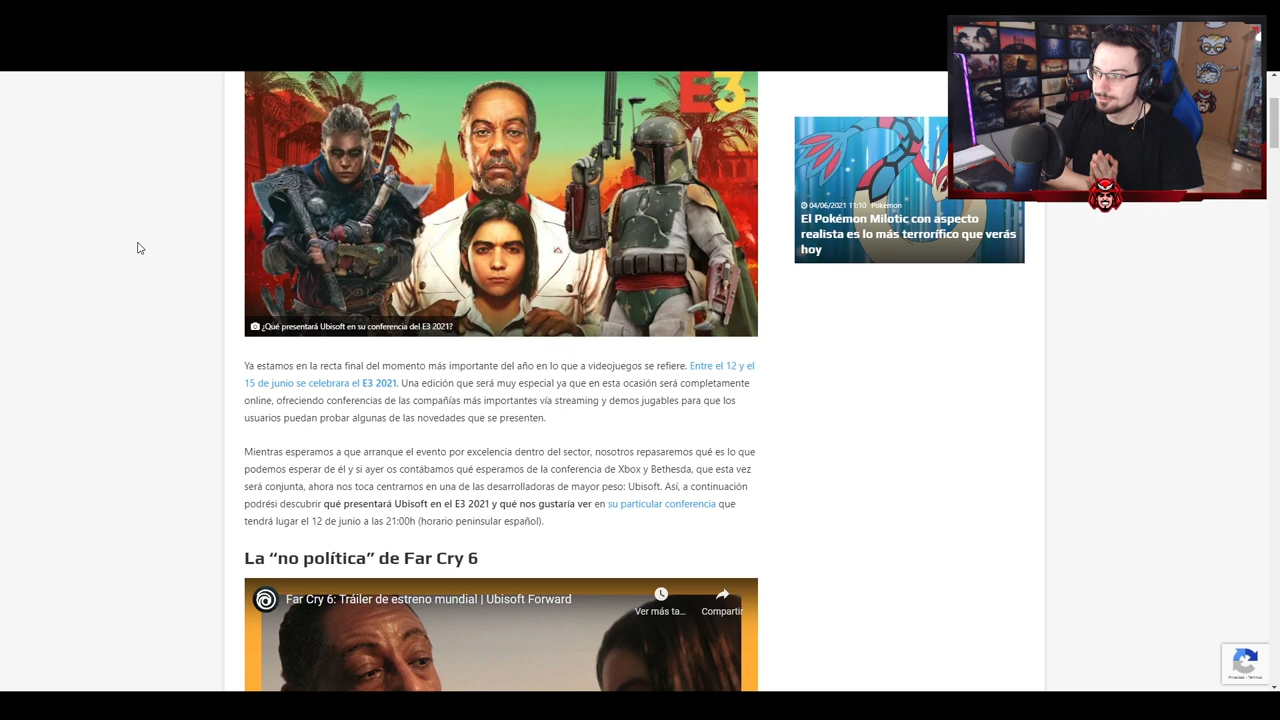 E3
¿Qué presentará Ubisoft en su conferencia del E3 2021?
04/06/2021 11:10 Pokémon
El Pokémon Milotic con aspecto
realista es lo más terrorífico que verás
hoy
Ya estamos en la recta final del momento más importante del año en lo que a videojuegos se refiere. Entre el 12 y el
15 de junio se celebrara el E3 2021. Una edición que será muy especial ya que en esta ocasión será completamente
online, ofreciendo conferencias de las compañías más importantes vía streaming y demos jugables para que los
usuarios puedan probar algunas de las novedades que se presenten.
Mientras esperamos a que arranque el evento por excelencia dentro del sector, nosotros repasaremos qué es lo que
podemos esperar de él y si ayer os contábamos qué esperamos de la conferencia de Xbox y Bethesda, que esta vez
será conjunta, ahora nos toca centrarnos en una de las desarrolladoras de mayor peso: Ubisoft. Así, a continuación
podrési descubrir qué presentará Ubisoft en el E3 2021 y qué nos gustaría ver en su particular conferencia que
tendrá lugar el 12 de junio a las 21:00h (horario peninsular español).
La “no política” de Far Cry 6
Far Cry 6: Tráiler de estreno mundial | Ubisoft Forward
Ver más ta...
Compartir
Privacidad - Términos